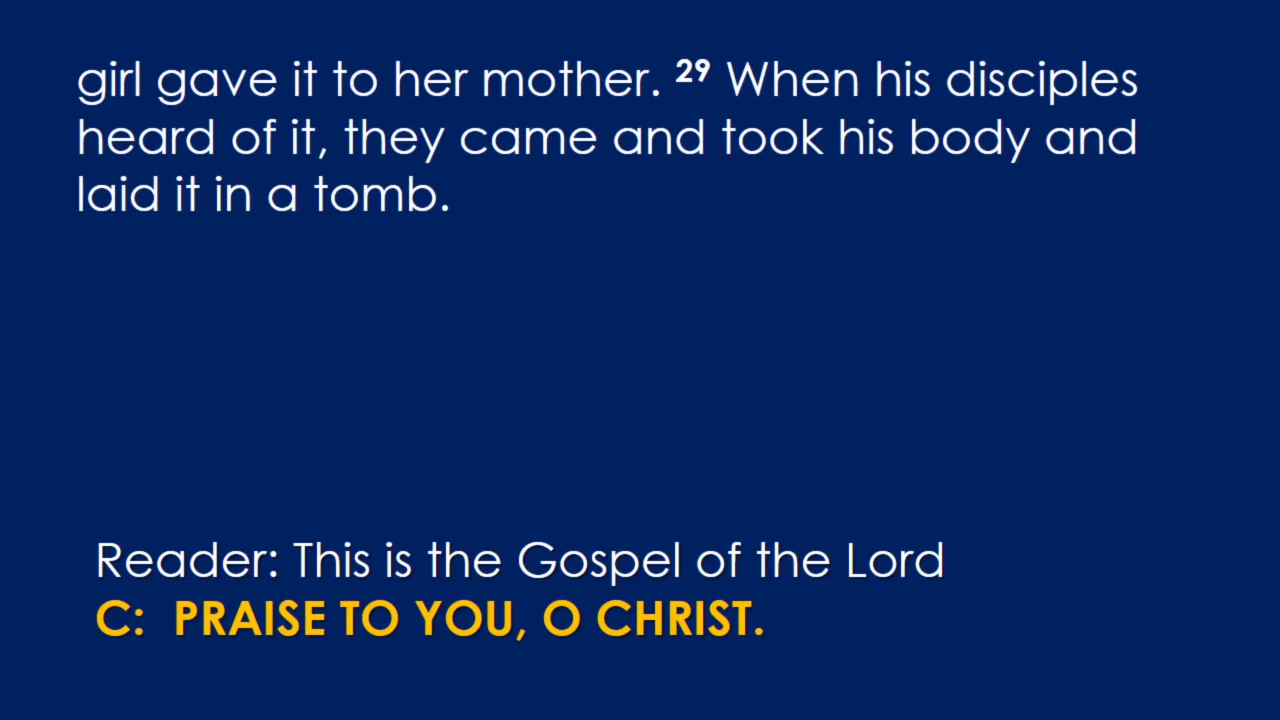 girl gave it to her mother. 29 When his disciples
heard of it, they came and took his body and
laid it in a tomb.
Reader: This is the Gospel of the Lord
C: PRAISE TO YOU, O CHRIST.